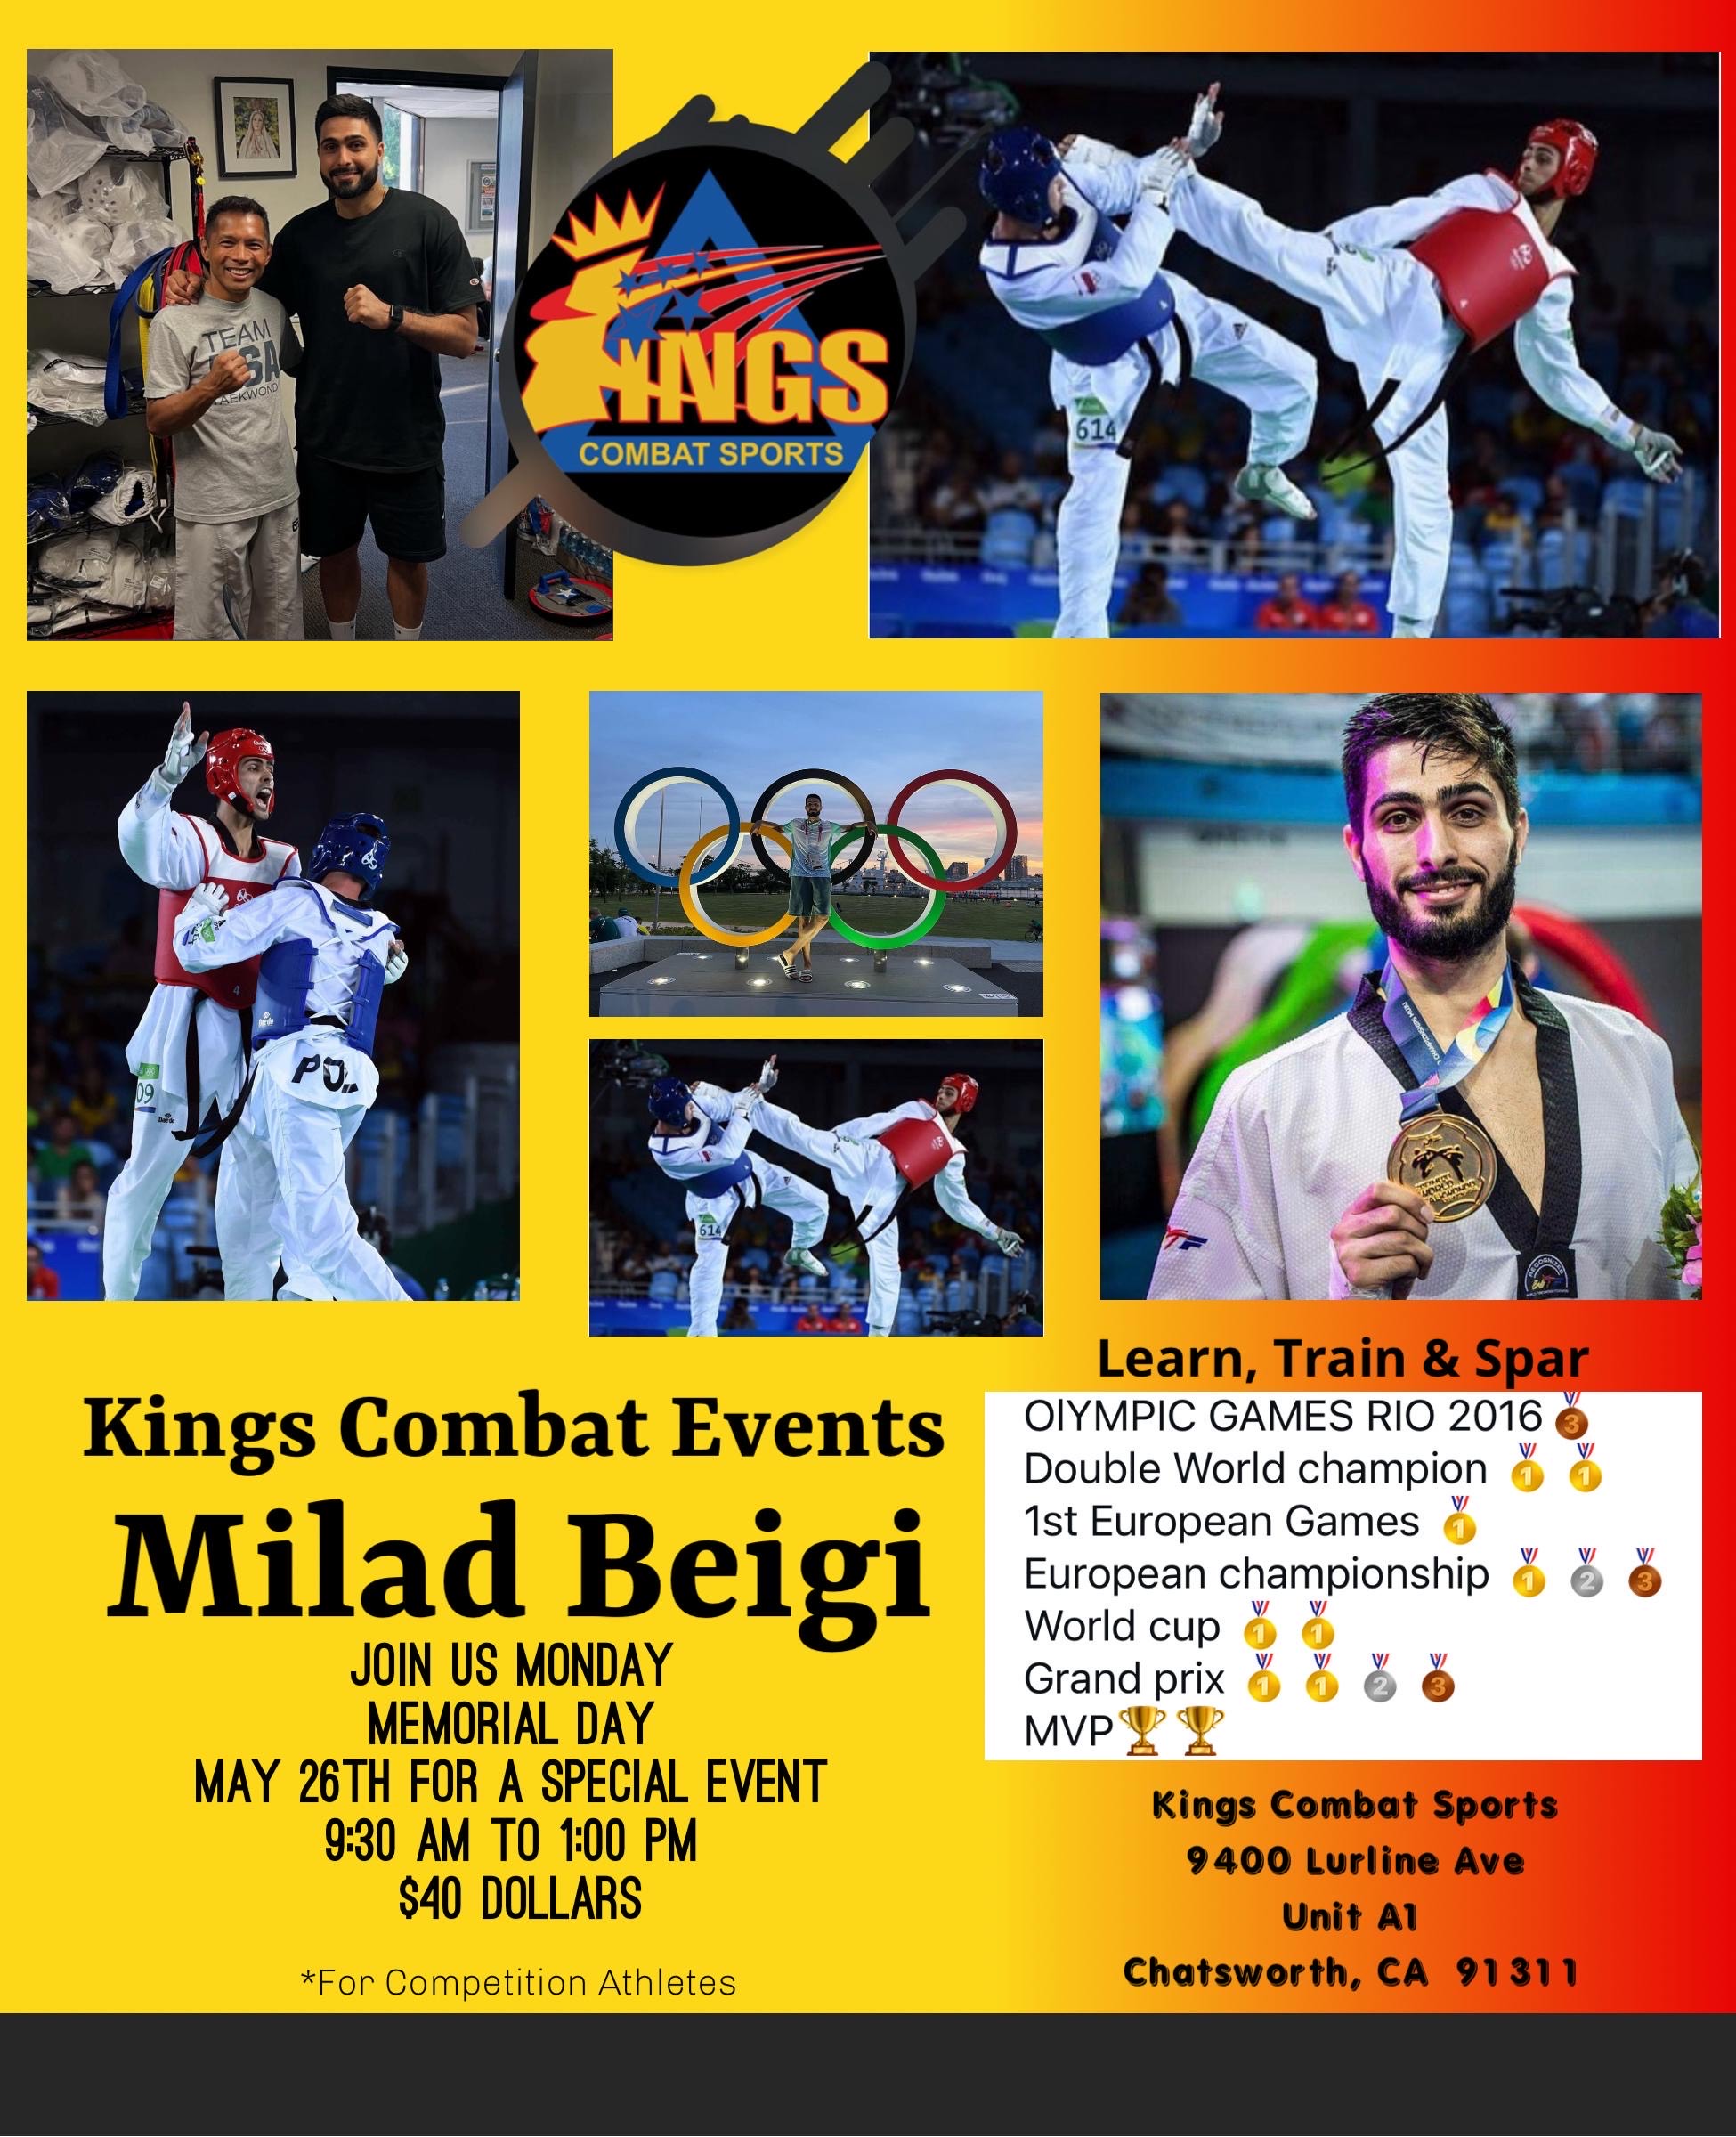 TEAM
USA
TAEKWONDO
KINGS
COMBAT SPORTS
614
4
09
POL
614
Learn, Train & Spar
OlYMPIC GAMES RIO 2016 🥉
Double World champion 🥇 🥇
1st European Games 🥇
European championship 🥇 🥈 🥉
World cup 🥇 🥇
Grand prix 🥇 🥇 🥈 🥉
MVP🏆 🏆
Kings Combat Events
Milad Beigi
JOIN US MONDAY
MEMORIAL DAY
MAY 26TH FOR A SPECIAL EVENT
9:30 AM TO 1:00 PM
$40 DOLLARS
*For Competition Athletes
Kings Combat Sports
9400 Lurline Ave
Unit A1
Chatsworth, CA 91311